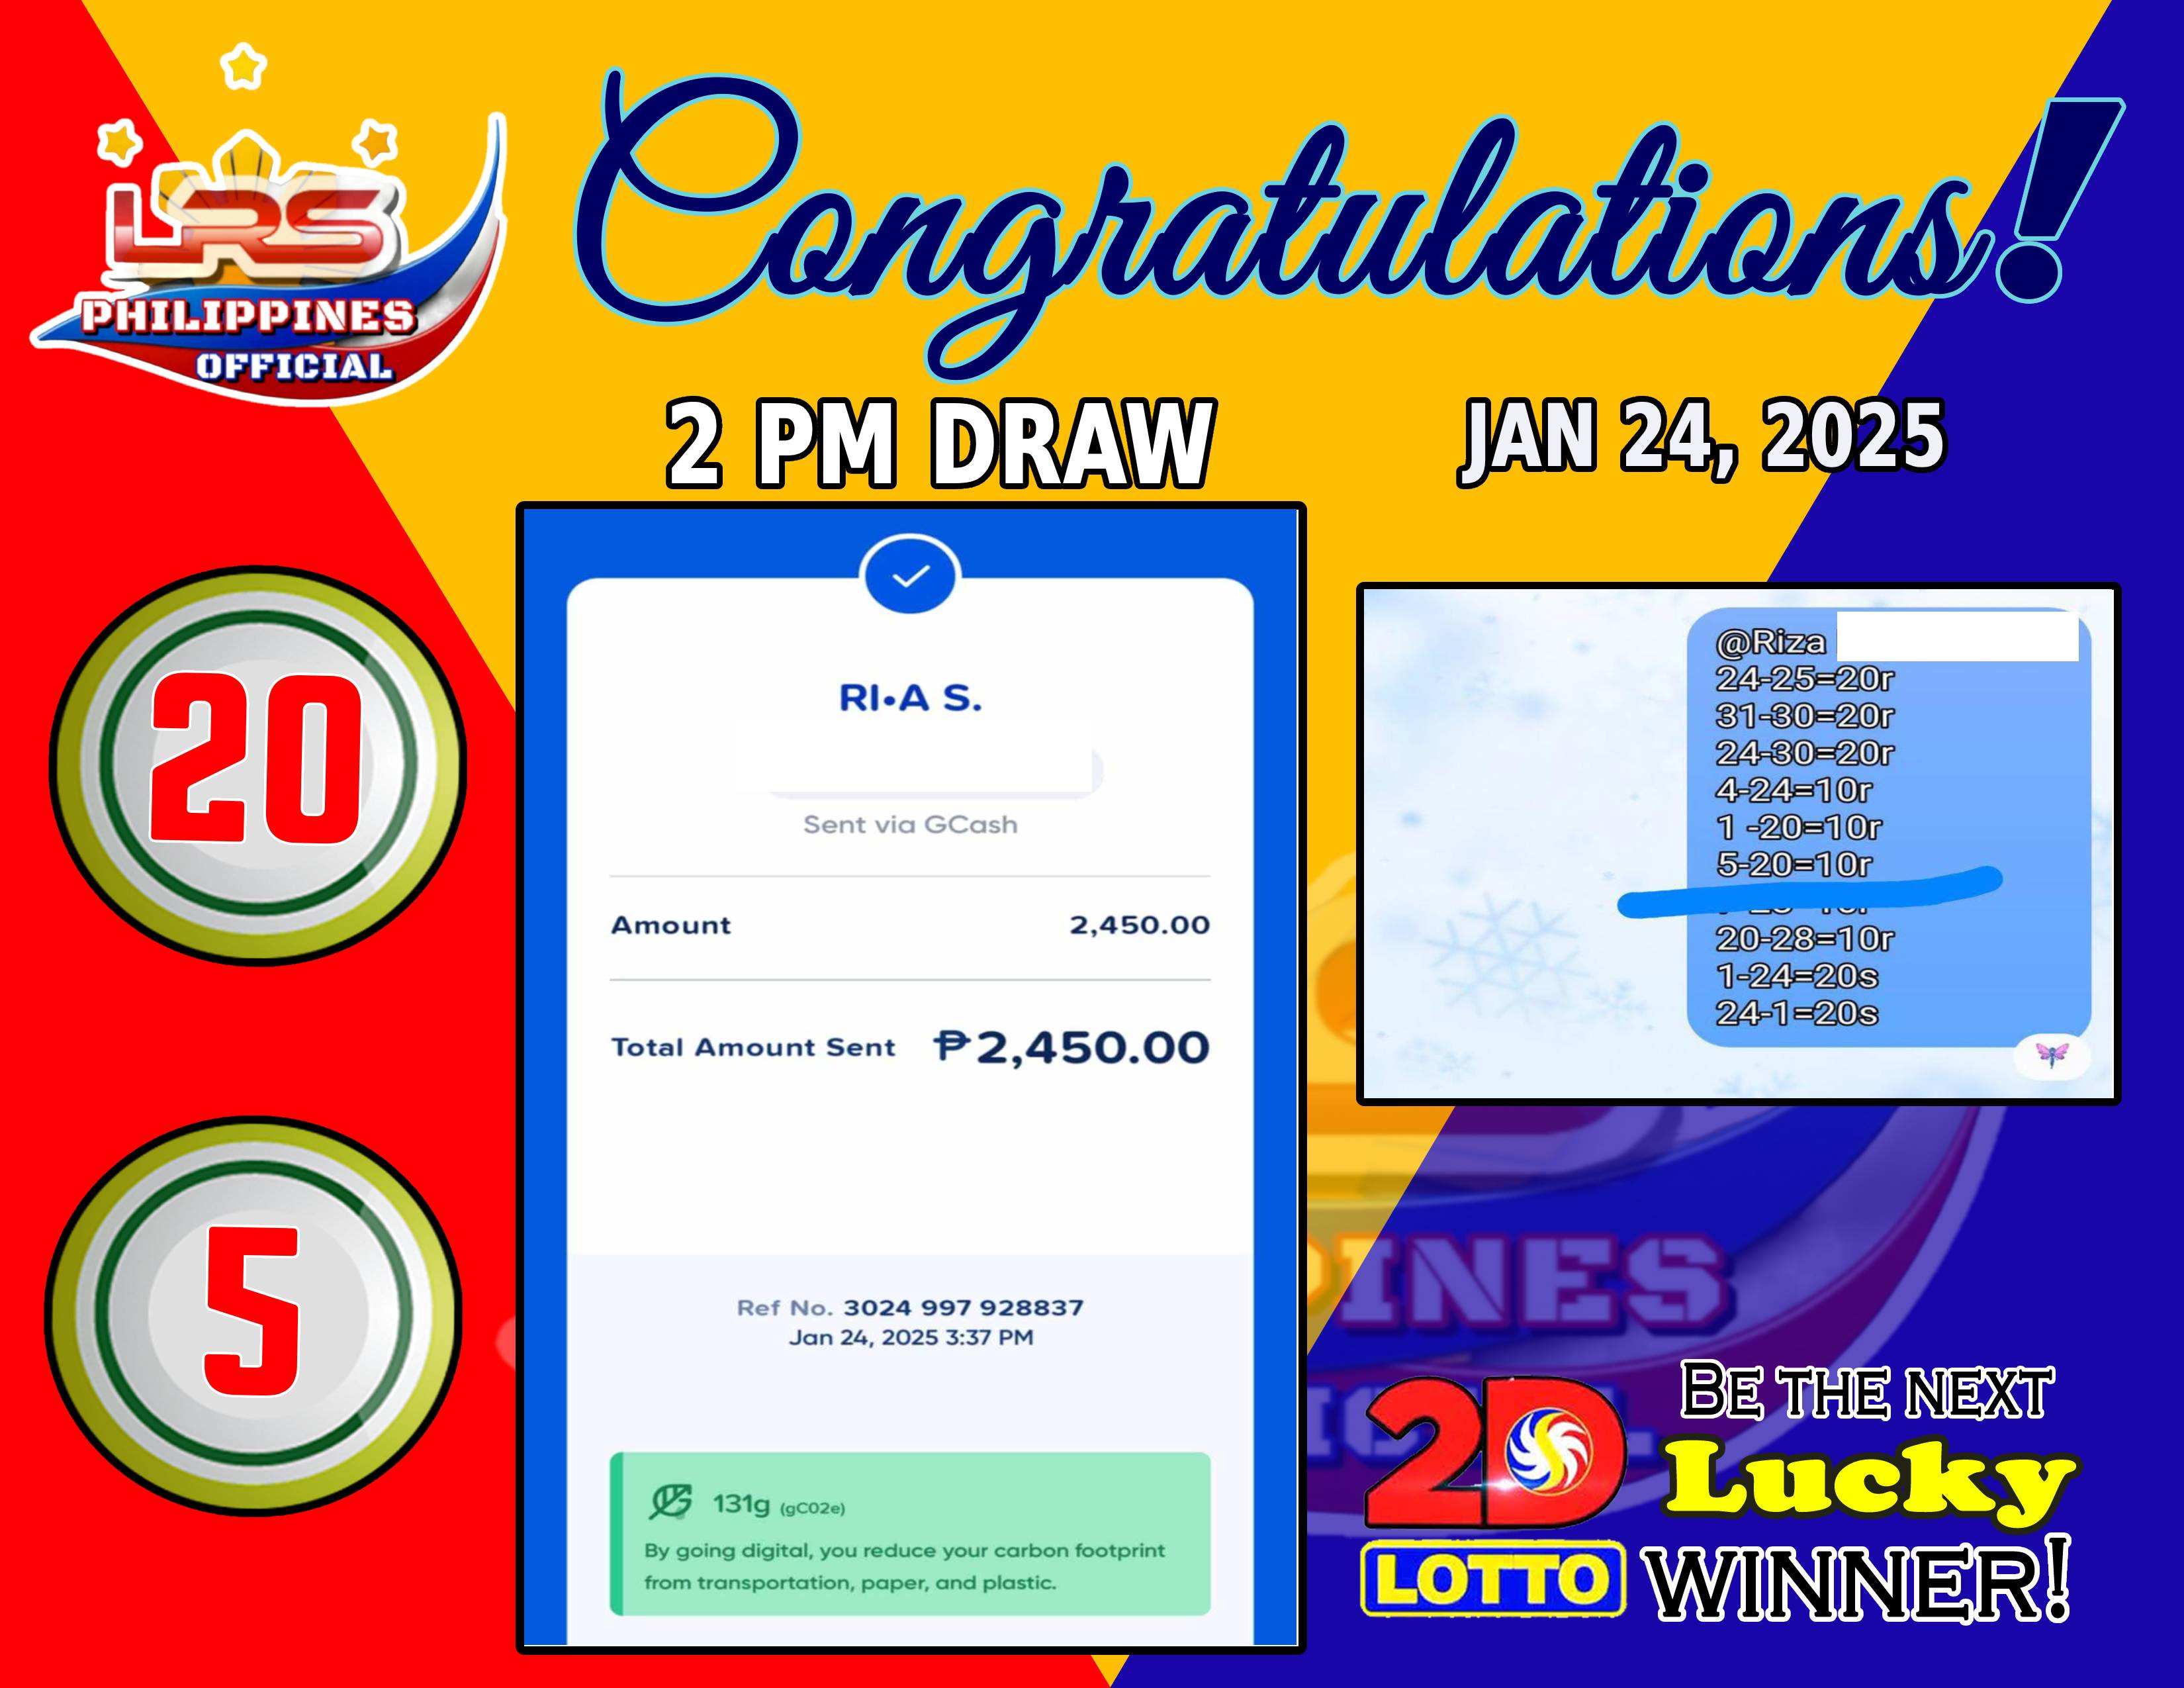 LRS
PHILIPPINES
OFFICIAL
Congratulations!
2 PM DRAW
JAN 24, 2025
20
5
RI•A S.
Sent via GCash
Amount 2,450.00
Total Amount Sent ₱2,450.00
Ref No. 3024 997 928837
Jan 24, 2025 3:37 PM
131g (gC02e)
By going digital, you reduce your carbon footprint
from transportation, paper, and plastic.
@Riza
24-25=20r
31-30=20r
24-30=20r
4-24=10r
1 -20=10r
5-20=10r
20-28=10r
1-24=20s
24-1=20s
PINES
2D
LOTTO
BE THE NEXT
Lucky
WINNER!